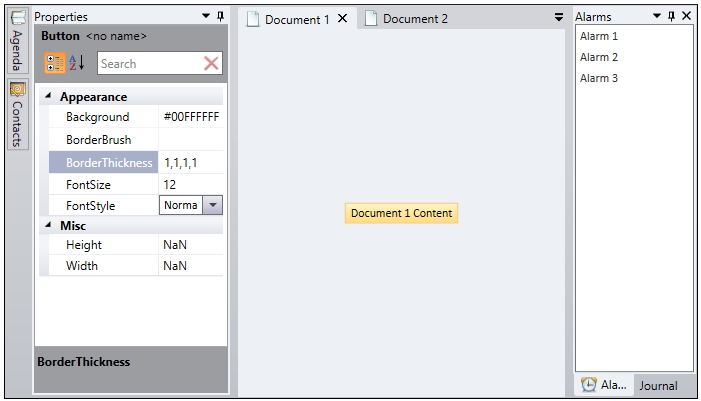 Agenda
Contacts
Properties
Button <no name>
A
Z
Search
Appearance
Background #00FFFFFF
BorderBrush
BorderThickness 1,1,1,1
FontSize 12
FontStyle Norma
Misc
Height NaN
Width NaN
BorderThickness
Document 1 Document 2
Document 1 Content
Alarms
Alarm 1
Alarm 2
Alarm 3
Ala... Journal